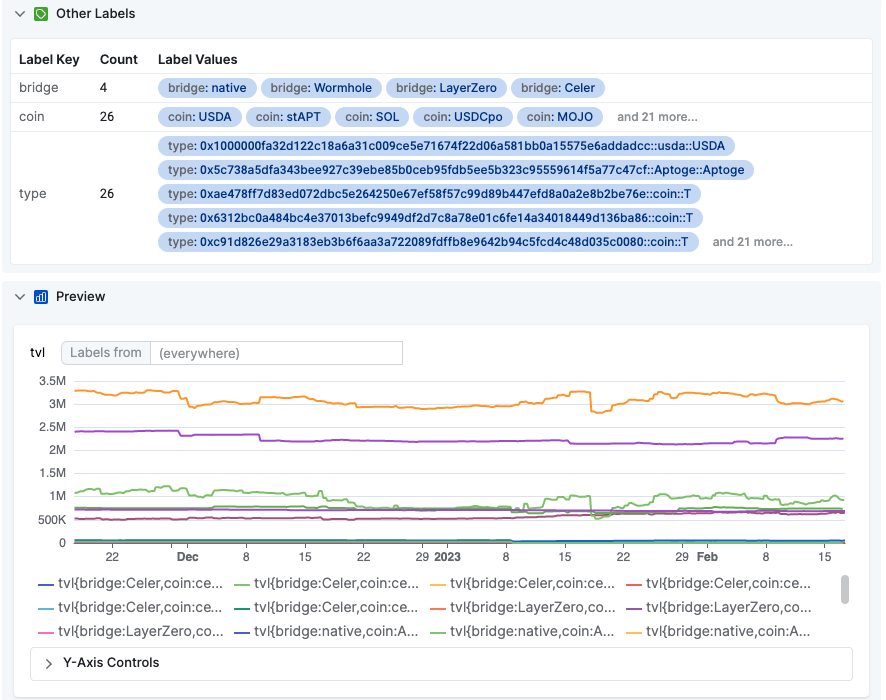 Other Labels
Label Key Count Label Values
bridge 4 bridge: native bridge: Wormhole bridge: LayerZero bridge: Celer
coin 26 coin: USDA coin: stAPT coin: SOL coin: USDCpo coin: MOJO and 21 more...
type: 0x1000000fa32d122c18a6a31c009ce5e71674f22d06a581bb0a15575e6addadcc::usda::USDA
type: 0x5c738a5dfa343bee927c39ebe85b0ceb95fdb5ee5b323c95559614f5a77c47cf::Aptoge::Aptoge
type 26 type: 0xae478ff7d83ed072dbc5e264250e67ef58f57c99d89b447efd8a0a2e8b2be76e::coin::T
type: 0x6312bc0a484bc4e37013befc9949df2d7c8a78e01c6fe14a34018449d136ba86::coin::T
type: 0xc91d826e29a3183eb3b6f6aa3a722089fdffb8e9642b94c5fcd4c48d035c0080::coin::T and 21 more...
Preview
tvl Labels from (everywhere)
3.5M
3M
2.5M
2M
1.5M
1M
500K
0
22 Dec 8 15 22 29 2023 8 15 22 29 Feb 8 15
tvl{bridge:Celer,coin:ce... tvl{bridge:Celer,coin:ce... tvl{bridge:Celer,coin:ce... tvl{bridge:Celer,coin:ce...
tvl{bridge:Celer,coin:ce... tvl{bridge:Celer,coin:ce... tvl{bridge:LayerZero,co... tvl{bridge:LayerZero,co...
tvl{bridge:LayerZero,co... tvl{bridge:native,coin:A... tvl{bridge:native,coin:A... tvl{bridge:native,coin:A...
Y-Axis Controls